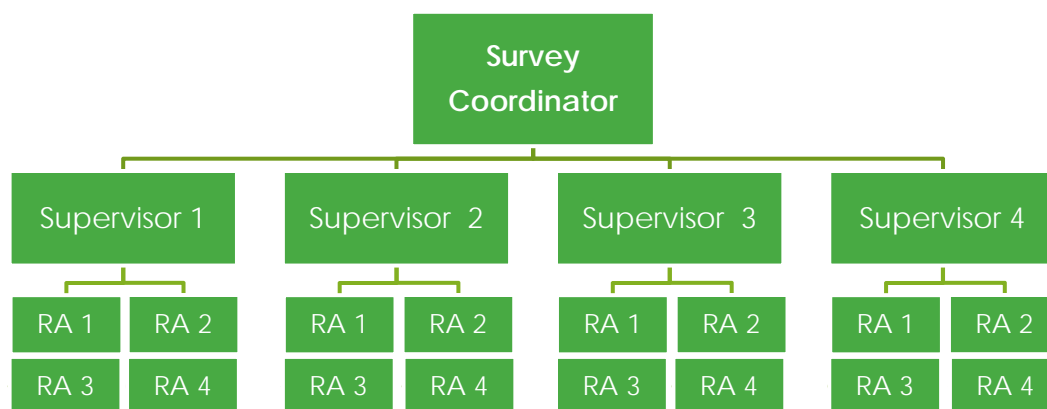 Survey
Coordinator
Supervisor 1
Supervisor 2
Supervisor 3
Supervisor 4
RA 1
RA 2
RA 1
RA 2
RA 1
RA 2
RA 1
RA 2
RA 3
RA 4
RA 3
RA 4
RA 3
RA 4
RA 3
RA 4